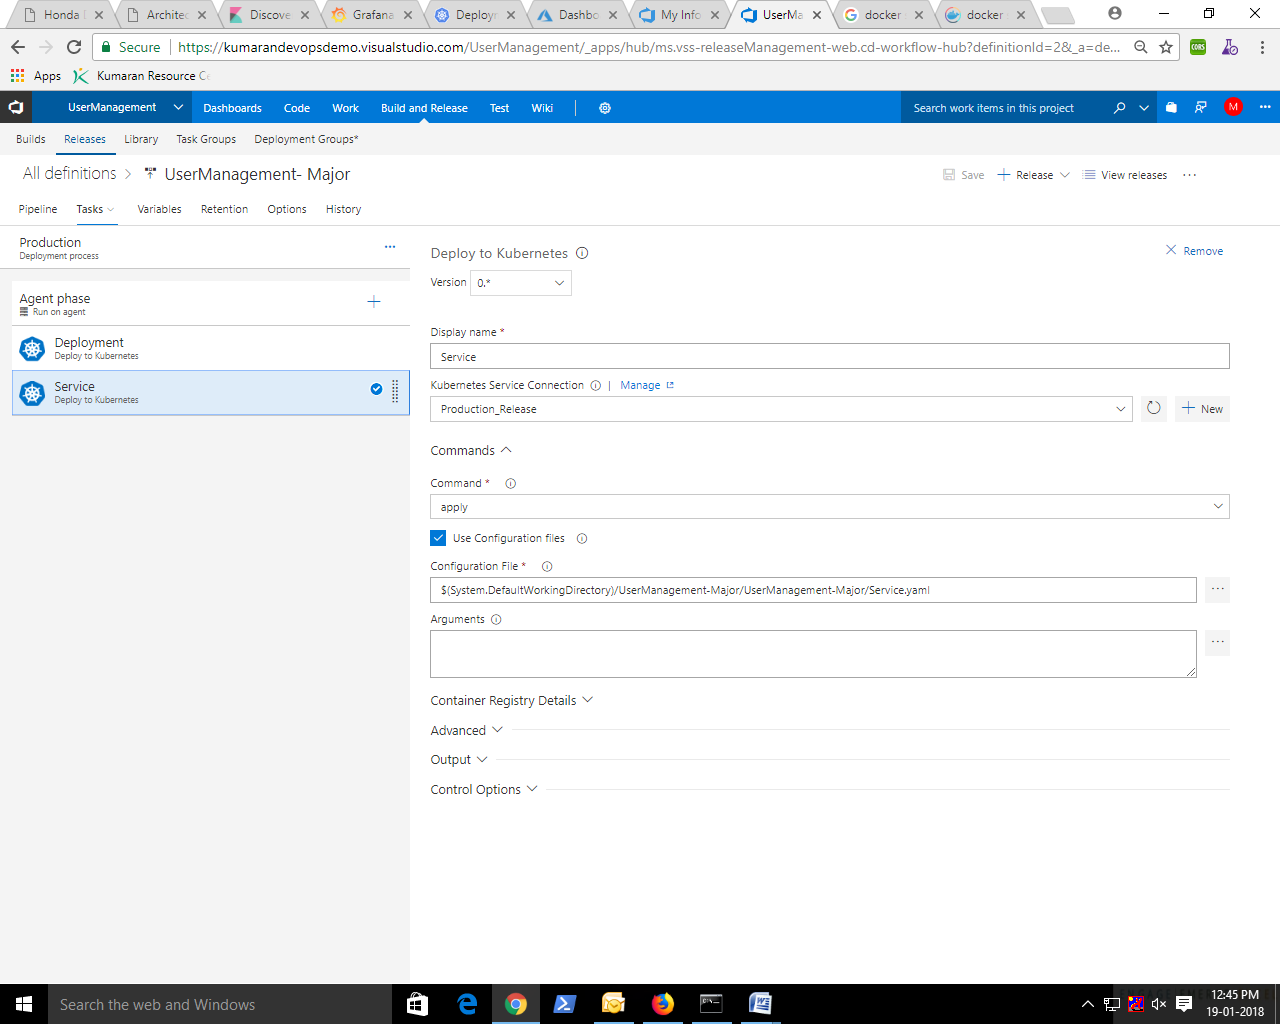 Honda
Architec
Discove
Grafana
Deployn
Dashbo
My Info
UserMa
docker
docker
Secure
https://kumarandevopsdemo.visualstudio.com/UserManagement/_apps/hub/ms.vss-releaseManagement-web.cd-workflow-hub?definitionId=2&_a=de...
CORS
Apps
Kumaran Resource Ce
UserManagement
Dashboards
Code
Work
Build and Release
Test
Wiki
Search work items in this project
M
Builds
Releases
Library
Task Groups
Deployment Groups*
All definitions > UserManagement- Major
Save
Release
View releases
Pipeline
Tasks
Variables
Retention
Options
History
Production
Deployment process
Agent phase
Run on agent
Deployment
Deploy to Kubernetes
Service
Deploy to Kubernetes
Deploy to Kubernetes
Remove
Version 0.*
Display name *
Service
Kubernetes Service Connection | Manage
Production_Release
New
Commands
Command *
apply
Use Configuration files
Configuration File *
$(System.DefaultWorkingDirectory)/UserManagement-Major/UserManagement-Major/Service.yaml
Arguments
Container Registry Details
Advanced
Output
Control Options
Search the web and Windows
12:45 PM
19-01-2018